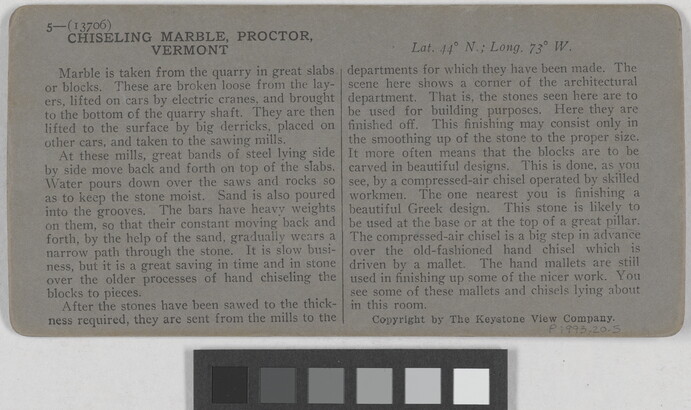 5—(13706)
CHISELING MARBLE, PROCTOR,
VERMONT
Lat. 44° N.; Long. 73° W.
Marble is taken from the quarry in great slabs
or blocks. These are broken loose from the lay-
ers, lifted on cars by electric cranes, and brought
to the bottom of the quarry shaft. They are then
lifted to the surface by big derricks, placed on
other cars, and taken to the sawing mills.
At these mills, great bands of steel lying side
by side move back and forth on top of the slabs.
Water pours down over the saws and rocks so
as to keep the stone moist. Sand is also poured
into the grooves. The bars have heavy weights
on them, so that their constant moving back and
forth, by the help of the sand, gradually wears a
narrow path through the stone. It is slow busi-
ness, but it is a great saving in time and in stone
over the older processes of hand chiseling the
blocks to pieces.
After the stones have been sawed to the thick-
ness required, they are sent from the mills to the
departments for which they have been made. The
scene here shows a corner of the architectural
department. That is, the stones seen here are to
be used for building purposes. Here they are
finished off. This finishing may consist only in
the smoothing up of the stone to the proper size.
It more often means that the blocks are to be
carved in beautiful designs. This is done, as you
see, by a compressed-air chisel operated by skilled
workmen. The one nearest you is finishing a
beautiful Greek design. This stone is likely to
be used at the base or at the top of a great pillar.
The compressed-air chisel is a big step in advance
over the old-fashioned hand chisel which is
driven by a mallet. The hand mallets are still
used in finishing up some of the nicer work. You
see some of these mallets and chisels lying about
in this room.
Copyright by The Keystone View Company.
P1993.20.5